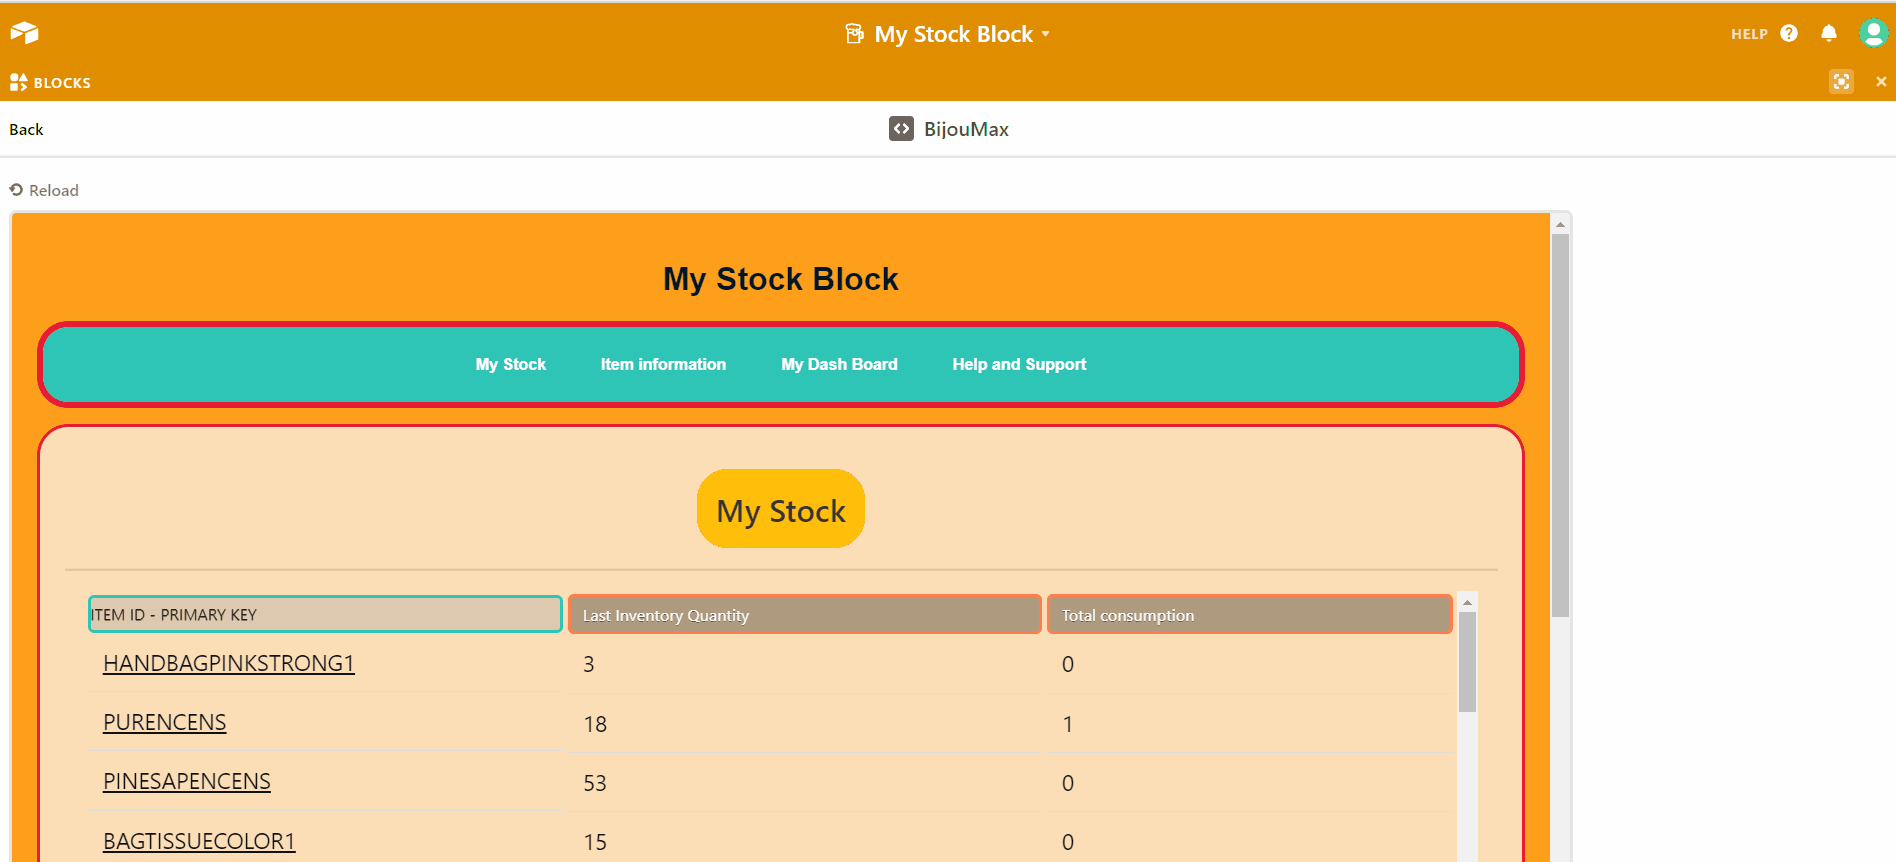 My Stock Block
HELP
BLOCKS
Back
BijouMax
Reload
My Stock Block
My Stock Item information My Dash Board Help and Support
My Stock
ITEM ID - PRIMARY KEY Last Inventory Quantity Total consumption
HANDBAGPINKSTRONG1 3 0
PURENCENS 18 1
PINESAPENCENS 53 0
BAGTISSUECOLOR1 15 0